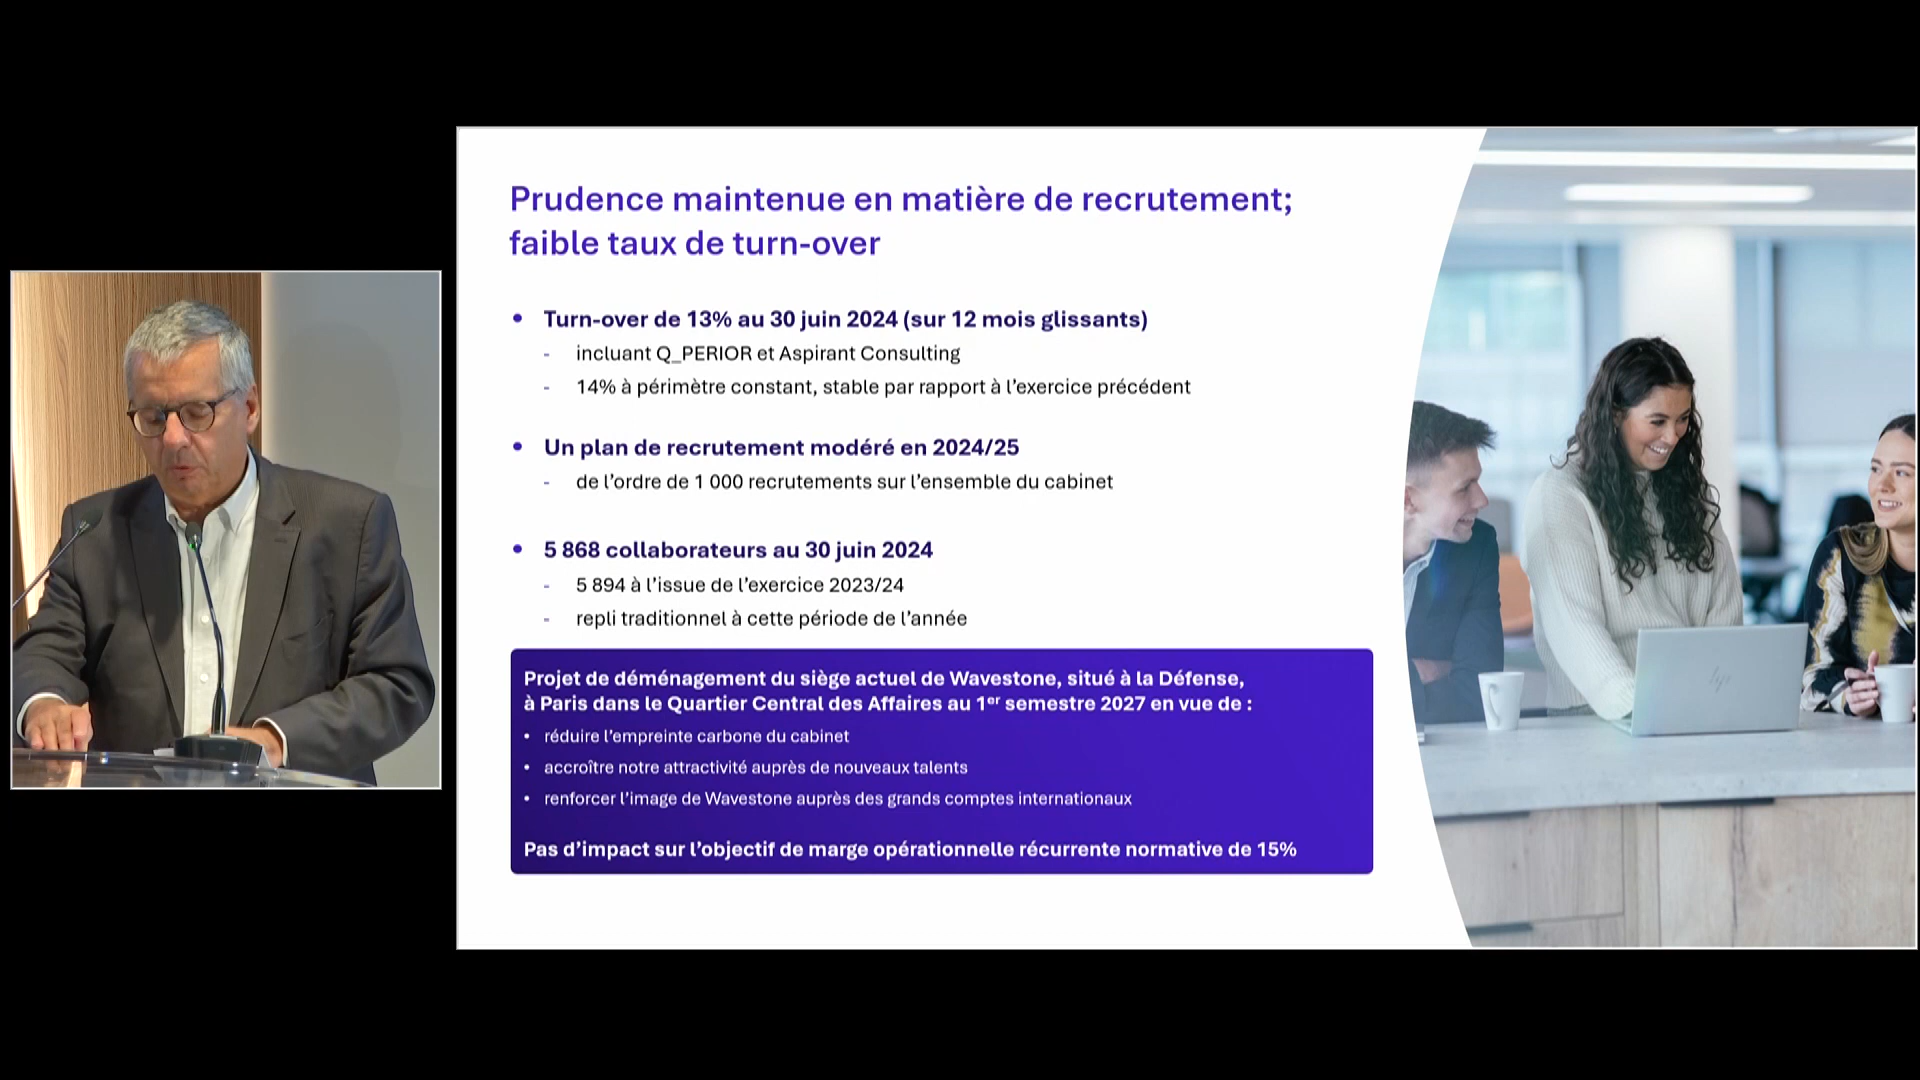 Prudence maintenue en matière de recrutement;
faible taux de turn-over
• Turn-over de 13% au 30 juin 2024 (sur 12 mois glissants)
- incluant Q_PERIOR et Aspirant Consulting
- 14% à périmètre constant, stable par rapport à l’exercice précédent
• Un plan de recrutement modéré en 2024/25
- de l’ordre de 1 000 recrutements sur l’ensemble du cabinet
• 5 868 collaborateurs au 30 juin 2024
- 5 894 à l’issue de l’exercice 2023/24
- repli traditionnel à cette période de l’année
Projet de déménagement du siège actuel de Wavestone, situé à la Défense,
à Paris dans le Quartier Central des Affaires au 1er semestre 2027 en vue de :
• réduire l’empreinte carbone du cabinet
• accroître notre attractivité auprès de nouveaux talents
• renforcer l’image de Wavestone auprès des grands comptes internationaux
Pas d’impact sur l’objectif de marge opérationnelle récurrente normative de 15%
hp